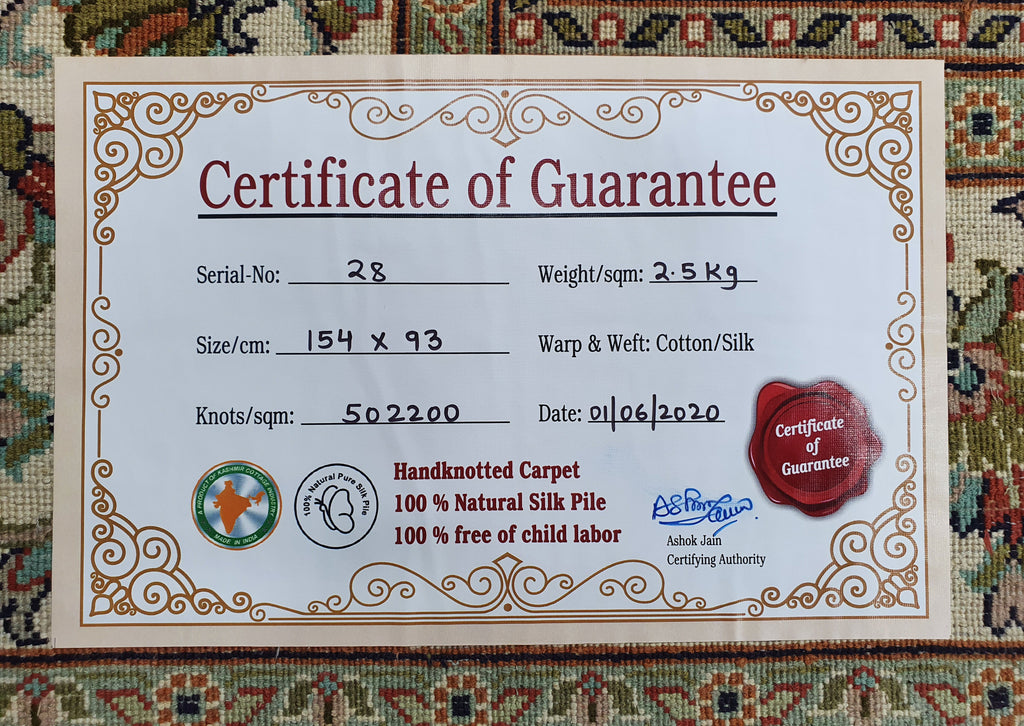 Certificate of Guarantee
Serial-No: 28
Weight/sqm: 2.5 Kg
Size/cm: 154 x 93
Warp & Weft: Cotton/Silk
Knots/sqm: 502200
Date: 01/06/2020
Certificate
of
Guarantee
A PRODUCT OF KASHMIR COTTAGE INDUSTRY
MADE IN INDIA
100% Natural Pure Silk Pile
Handknotted Carpet
100 % Natural Silk Pile
100 % free of child labor
Ashok Jain
Certifying Authority